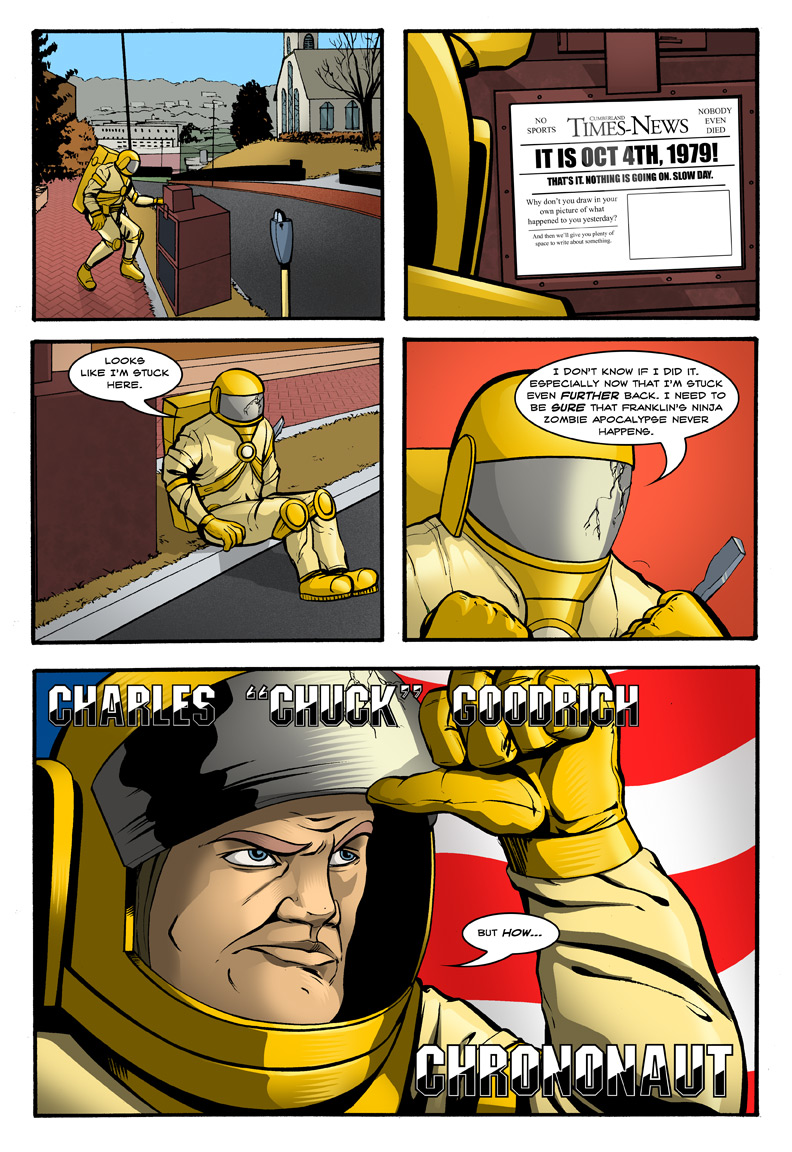 NO
SPORTS
CUMBERLAND
TIMES-NEWS
NOBODY
EVEN
DIED
IT IS OCT 4TH, 1979!
THAT'S IT. NOTHING IS GOING ON. SLOW DAY.
Why don't you draw in your
own picture of what
happened to you yesterday?
And then we'll give you plenty of
space to write about something.
LOOKS
LIKE I'M STUCK
HERE.
I DON'T KNOW IF I DID IT.
ESPECIALLY NOW THAT I'M STUCK
EVEN FURTHER BACK. I NEED TO
BE SURE THAT FRANKLIN'S NINJA
ZOMBIE APOCALYPSE NEVER
HAPPENS.
CHARLES "CHUCK" GOODRICH
BUT HOW...
CHRONONAUT